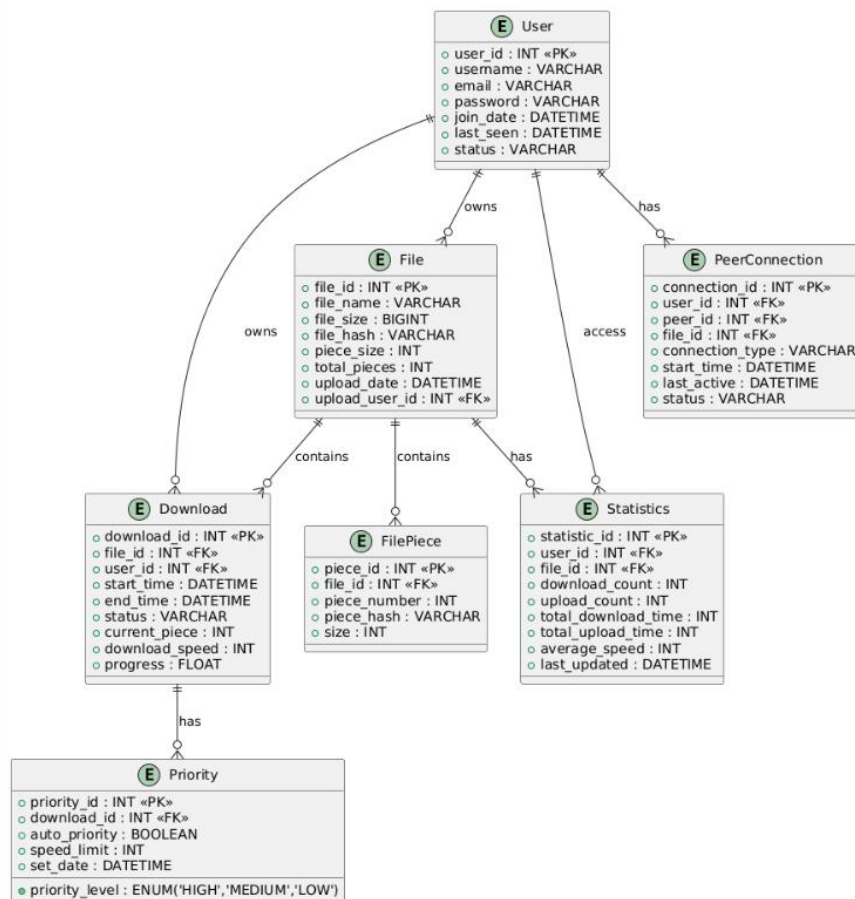 E User
user_id : INT «PK»
username : VARCHAR
email : VARCHAR
password : VARCHAR
join_date : DATETIME
last_seen : DATETIME
status : VARCHAR
owns
has
E File
file_id : INT «PK»
file_name : VARCHAR
file_size : BIGINT
file_hash : VARCHAR
piece_size : INT
total_pieces : INT
upload_date : DATETIME
upload_user_id : INT «FK»
E PeerConnection
connection_id : INT «PK»
user_id : INT «FK»
peer_id : INT «FK»
file_id : INT «FK»
connection_type : VARCHAR
start_time : DATETIME
last_active : DATETIME
status : VARCHAR
owns
access
contains
contains
has
E Download
download_id : INT «PK»
file_id : INT «FK»
user_id : INT «FK»
start_time : DATETIME
end_time : DATETIME
status : VARCHAR
current_piece : INT
download_speed : INT
progress : FLOAT
E FilePiece
piece_id : INT «PK»
file_id : INT «FK»
piece_number : INT
piece_hash : VARCHAR
size : INT
E Statistics
statistic_id : INT «PK»
user_id : INT «FK»
file_id : INT «FK»
download_count : INT
upload_count : INT
total_download_time : INT
total_upload_time : INT
average_speed : INT
last_updated : DATETIME
has
E Priority
priority_id : INT «PK»
download_id : INT «FK»
auto_priority : BOOLEAN
speed_limit : INT
set_date : DATETIME
priority_level : ENUM('HIGH','MEDIUM','LOW')